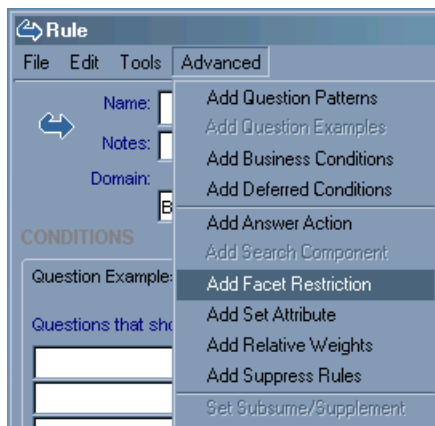 Rule
File Edit Tools Advanced
Name:
Notes:
Domain:
B
CONDITIONS
Question Example
Questions that sho
Add Question Patterns
Add Question Examples
Add Business Conditions
Add Deferred Conditions
Add Answer Action
Add Search Component
Add Facet Restriction
Add Set Attribute
Add Relative Weights
Add Suppress Rules
Set Subsume/Supplement